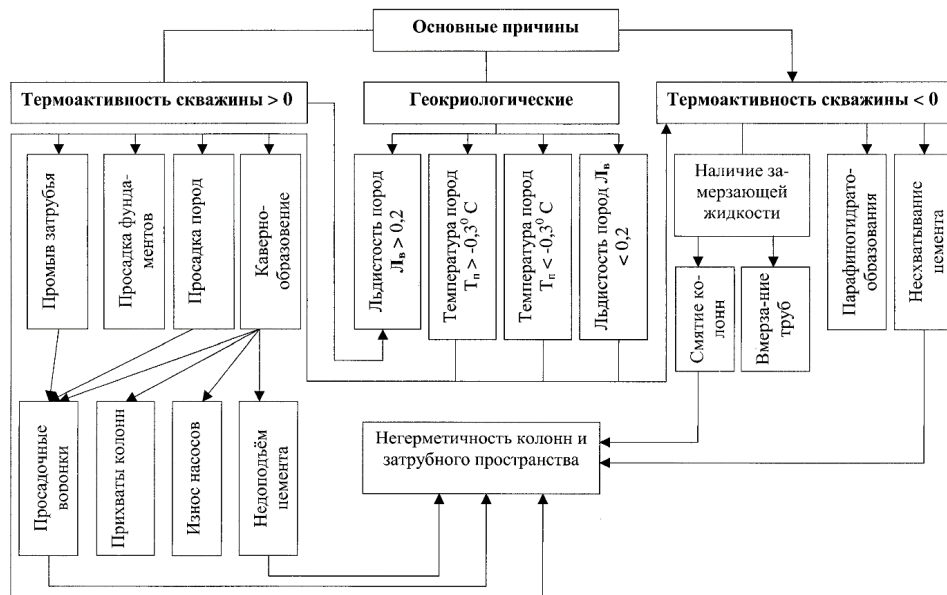 Основные причины
Термоактивность скважины > 0
Геокриологические
Термоактивность скважины < 0
Промыв затрубья
Просадка фунда-
ментов
Просадка пород
Каверно-
образовение
Льдистость пород
Лв > 0,2
Температура пород
Тп > -0,3⁰ С
Температура пород
Тп < -0,3⁰ С
Льдистость пород Лв
< 0,2
Наличие за-
мерзающей
жидкости
Парафиногидрато-
образования
Несхватывание
цемента
Смятие ко-
лонн
Вмерза-ние
труб
Просадочные
воронки
Прихваты колонн
Износ насосов
Недоподъём
цемента
Негерметичность колонн и
затрубного пространства